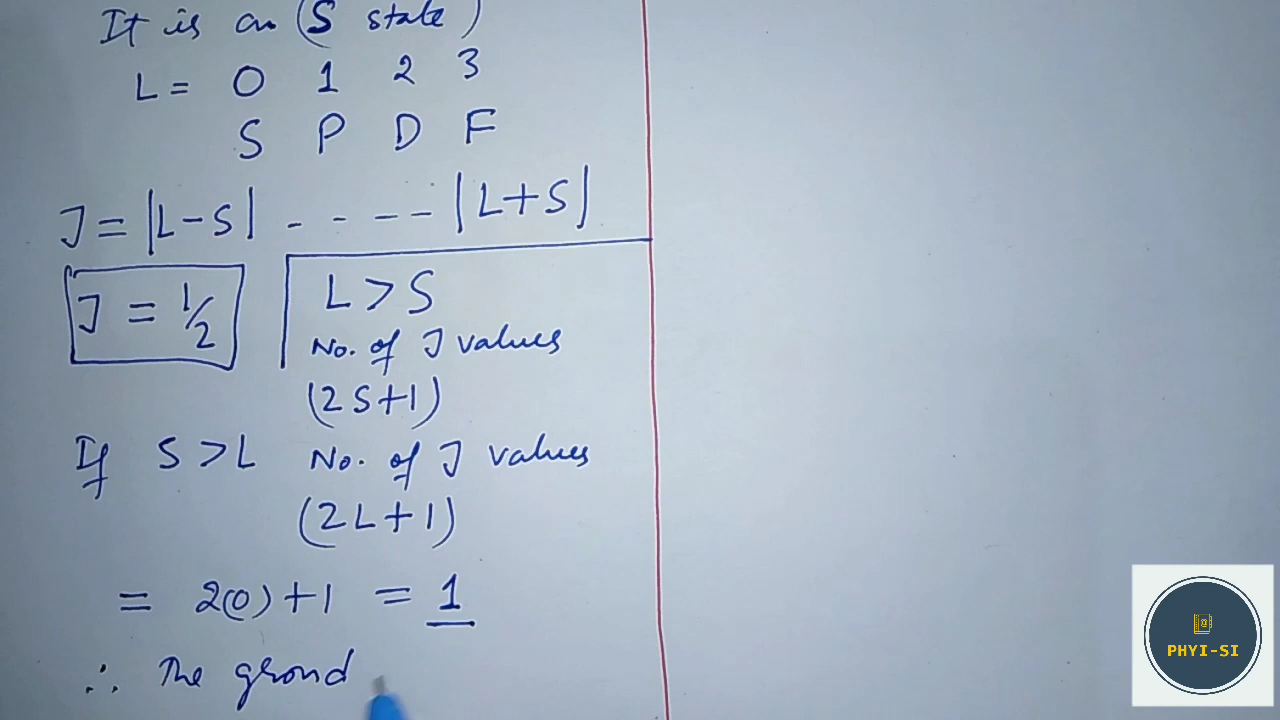 It is an (S state)
L = 0 1 2 3
S P D F
J = |L-S| - - - - - |L+S|
J = 1/2
L > S
No. of J values
(2S+1)
If S > L No. of J values
(2L+1)
= 2(0)+1 = 1
∴ The grond
PHYI-SI